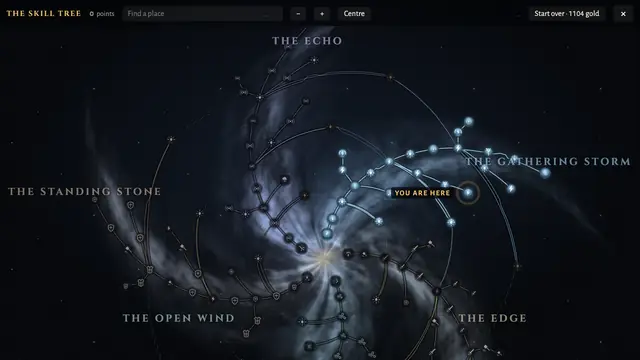 THE SKILL TREE
0 points
Find a place
−
+
Centre
Start over · 1104 gold
×
THE ECHO
THE GATHERING STORM
THE STANDING STONE
YOU ARE HERE
THE OPEN WIND
THE EDGE